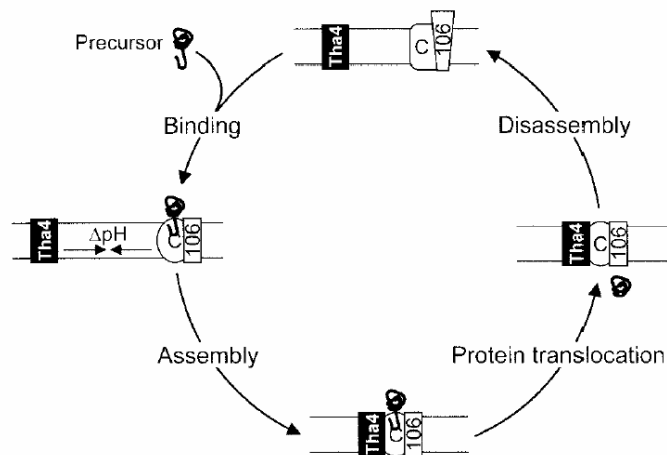 Precursor
Tha4
C
106
Binding
Disassembly
Tha4
ΔpH
C
106
Tha4
C
106
Assembly
Protein translocation
Tha4
C
106